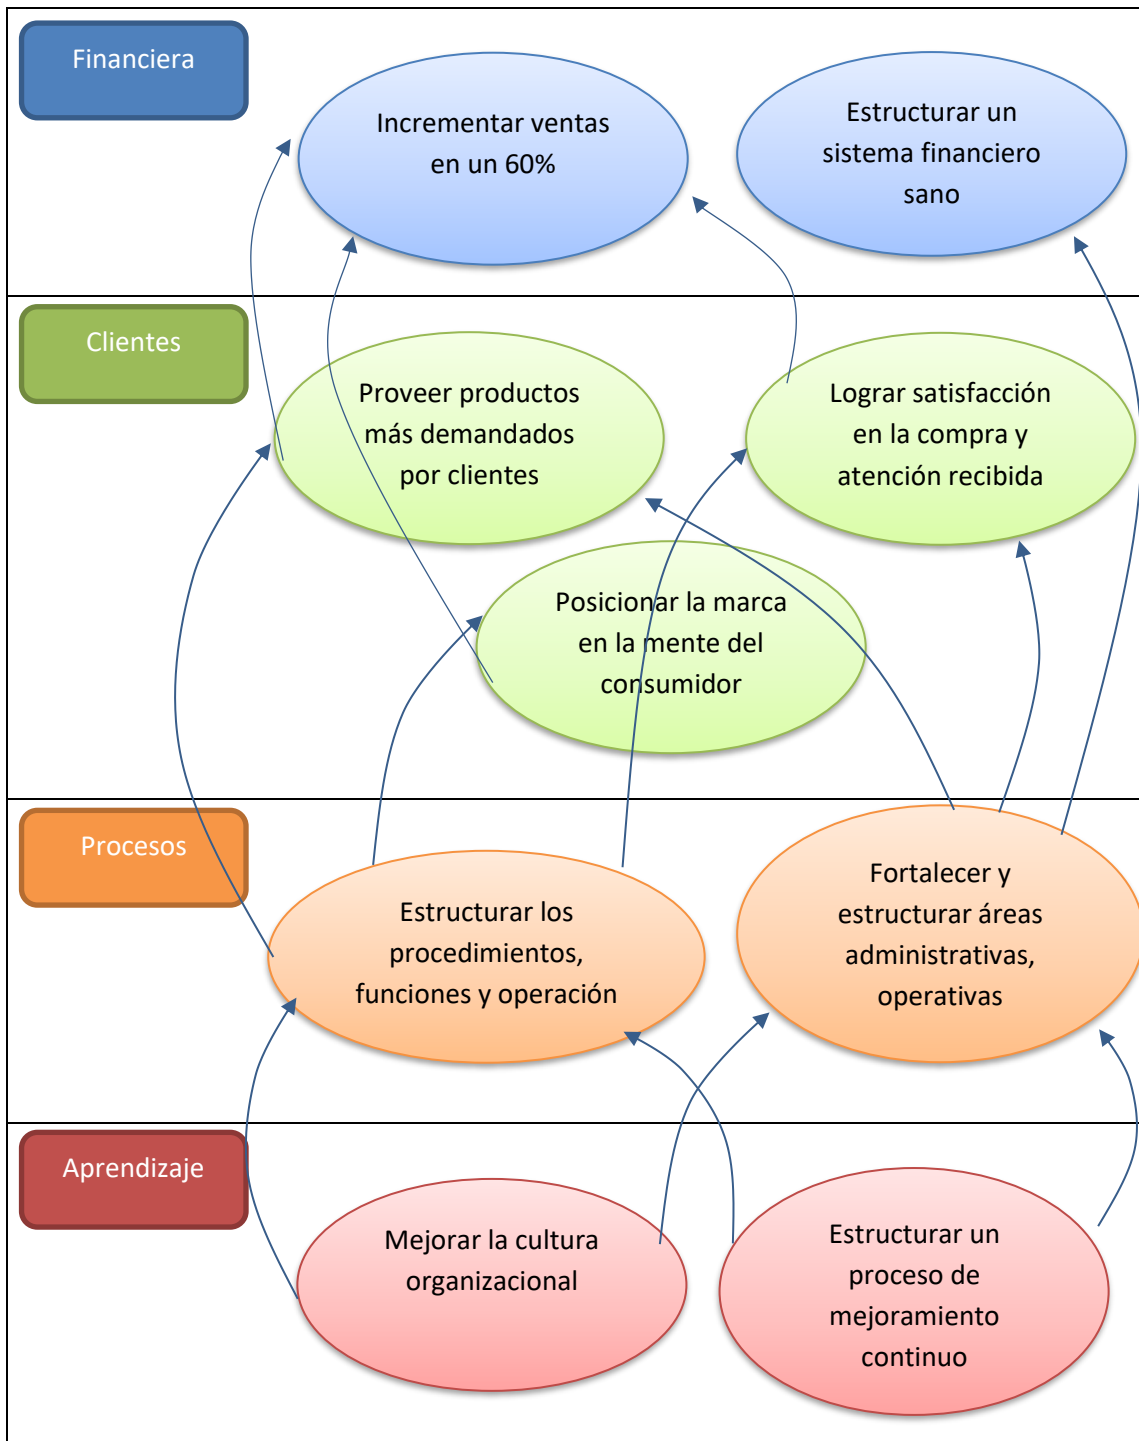 Financiera
Incrementar ventas
en un 60%
Estructurar un
sistema financiero
sano
Clientes
Proveer productos
más demandados
por clientes
Lograr satisfacción
en la compra y
atención recibida
Posicionar la marca
en la mente del
consumidor
Procesos
Estructurar los
procedimientos,
funciones y operación
Fortalecer y
estructurar áreas
administrativas,
operativas
Aprendizaje
Mejorar la cultura
organizacional
Estructurar un
proceso de
mejoramiento
continuo